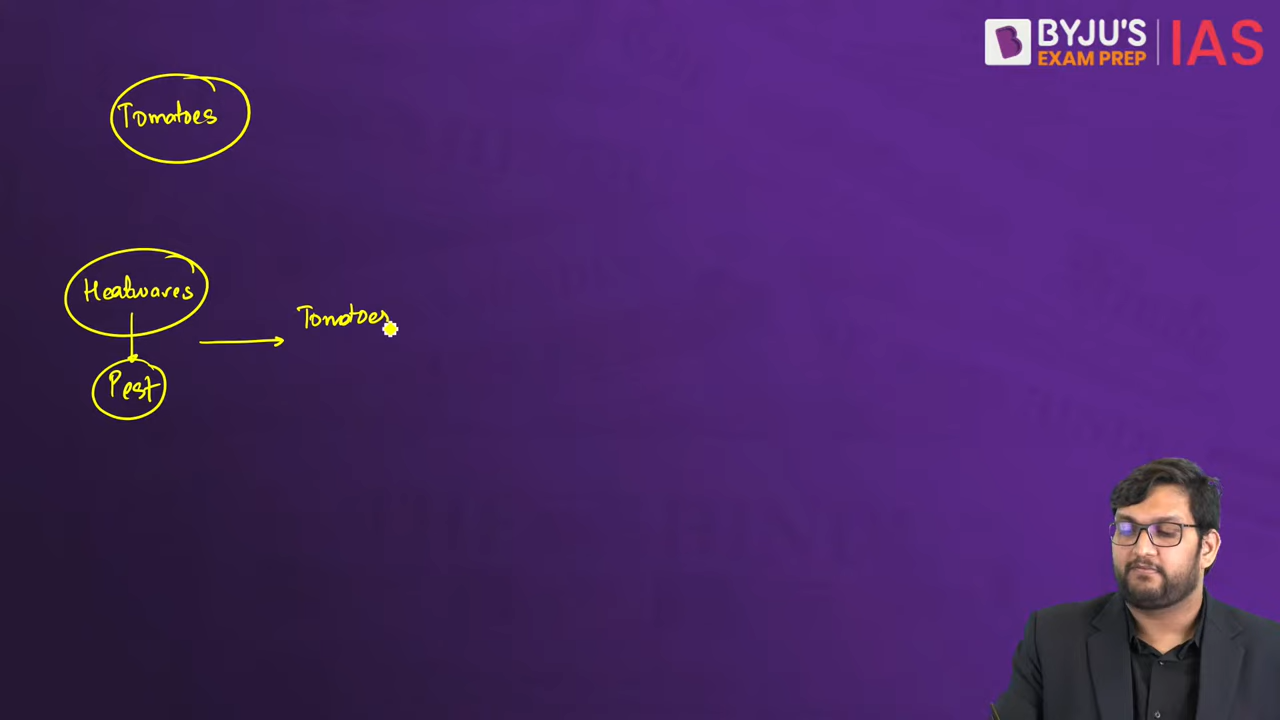 BYJU'S
EXAM PREP
IAS
Tomatoes
Heatwaves
Tomatoes
Pest